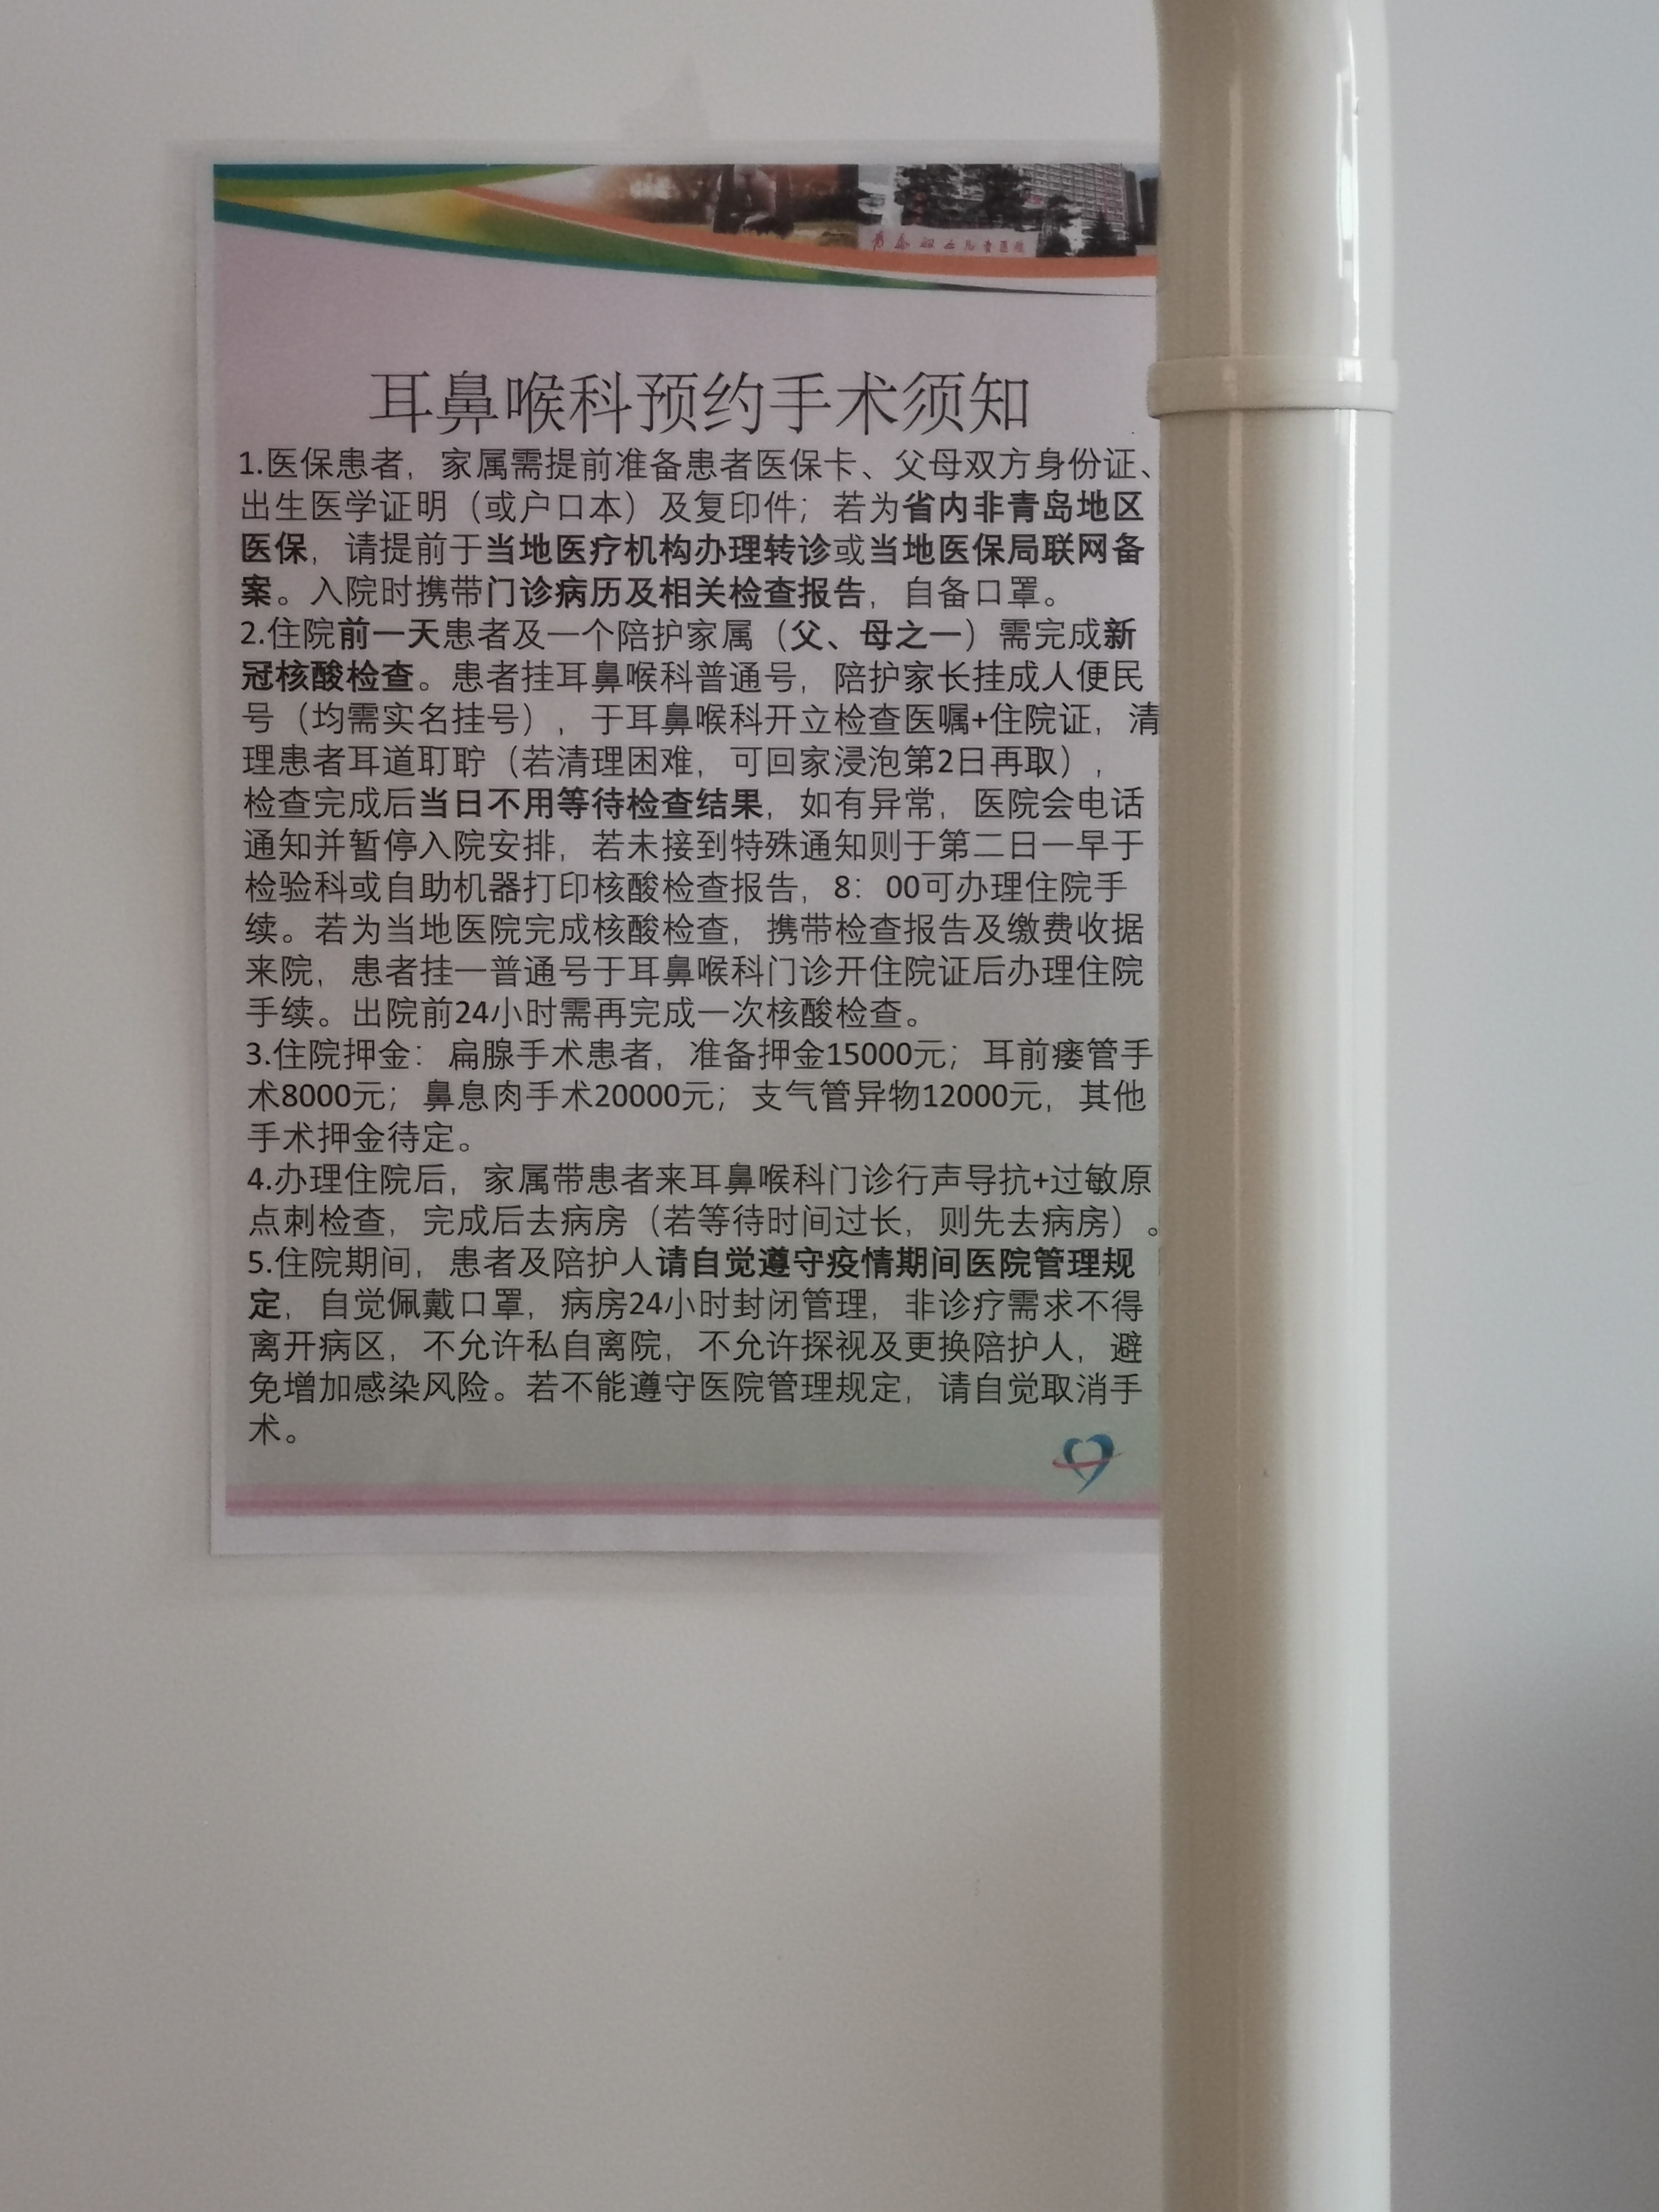 青岛妇女儿童医院
耳鼻喉科预约手术须知
1.医保患者，家属需提前准备患者医保卡、父母双方身份证、
出生医学证明（或户口本）及复印件；若为省内非青岛地区
医保，请提前于当地医疗机构办理转诊或当地医保局联网备
案。入院时携带门诊病历及相关检查报告，自备口罩。
2.住院前一天患者及一个陪护家属（父、母之一）需完成新
冠核酸检查。患者挂耳鼻喉科普通号，陪护家长挂成人便民
号（均需实名挂号），于耳鼻喉科开立检查医嘱+住院证，清
理患者耳道耵聍（若清理困难，可回家浸泡第2日再取），
检查完成后当日不用等待检查结果，如有异常，医院会电话
通知并暂停入院安排，若未接到特殊通知则于第二日一早于
检验科或自助机器打印核酸检查报告，8：00可办理住院手
续。若为当地医院完成核酸检查，携带检查报告及缴费收据
来院，患者挂一普通号于耳鼻喉科门诊开住院证后办理住院
手续。出院前24小时需再完成一次核酸检查。
3.住院押金：扁腺手术患者，准备押金15000元；耳前瘘管手
术8000元；鼻息肉手术20000元；支气管异物12000元，其他
手术押金待定。
4.办理住院后，家属带患者来耳鼻喉科门诊行声导抗+过敏原
点刺检查，完成后去病房（若等待时间过长，则先去病房）。
5.住院期间，患者及陪护人请自觉遵守疫情期间医院管理规
定，自觉佩戴口罩，病房24小时封闭管理，非诊疗需求不得
离开病区，不允许私自离院，不允许探视及更换陪护人，避
免增加感染风险。若不能遵守医院管理规定，请自觉取消手
术。